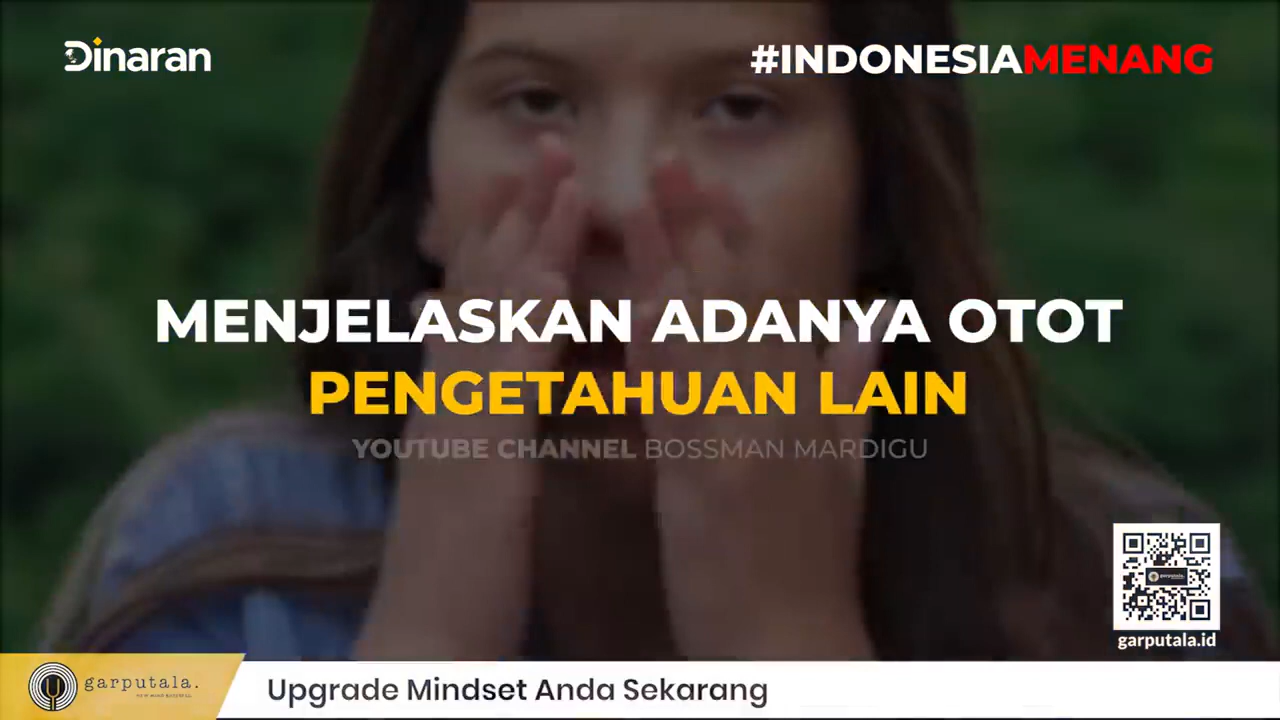 Dinaran
#INDONESIAMENANG
MENJELASKAN ADANYA OTOT
PENGETAHUAN LAIN
YOUTUBE CHANNEL BOSSMAN MARDIGU
garputala.id
garputala.
Upgrade Mindset Anda Sekarang